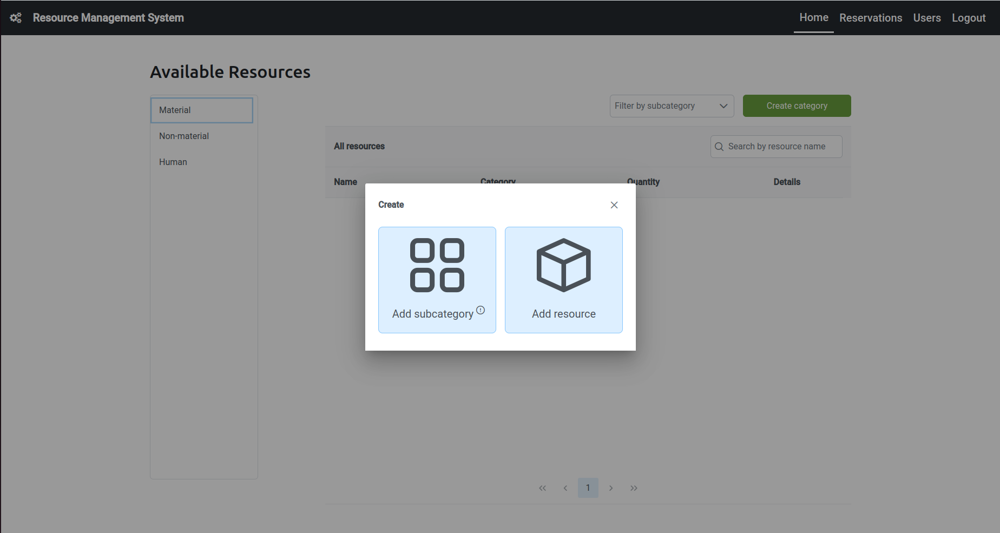 Resource Management System
Home Reservations Users Logout
Available Resources
Material
Non-material
Human
Filter by subcategory
Create category
All resources
Search by resource name
Name Category Quantity Details
Create
Add subcategory
Add resource
1